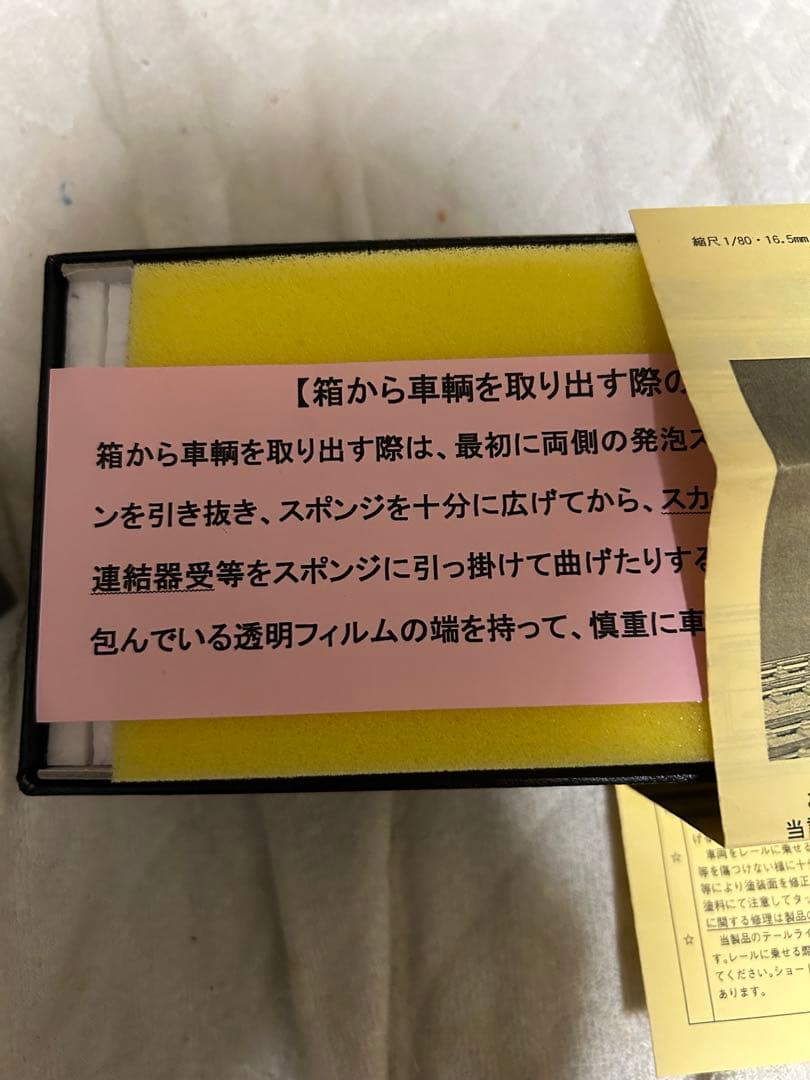 縮尺1/80・16.5mm
【箱から車輌を取り出す際の
箱から車輌を取り出す際は、最初に両側の発泡ス
ンを引き抜き、スポンジを十分に広げてから、スカ
連結器受等をスポンジに引っ掛けて曲げたりする
包んでいる透明フィルムの端を持って、慎重に車
当
☆ 車両をレールに乗せる
等を傷つけない様に十分
等により塗装面を修正
塗料にて注意してタッ
に関する修理は製品の
☆ 当製品のテールライ
す。レールに乗せる際
てください。ショート
あります。